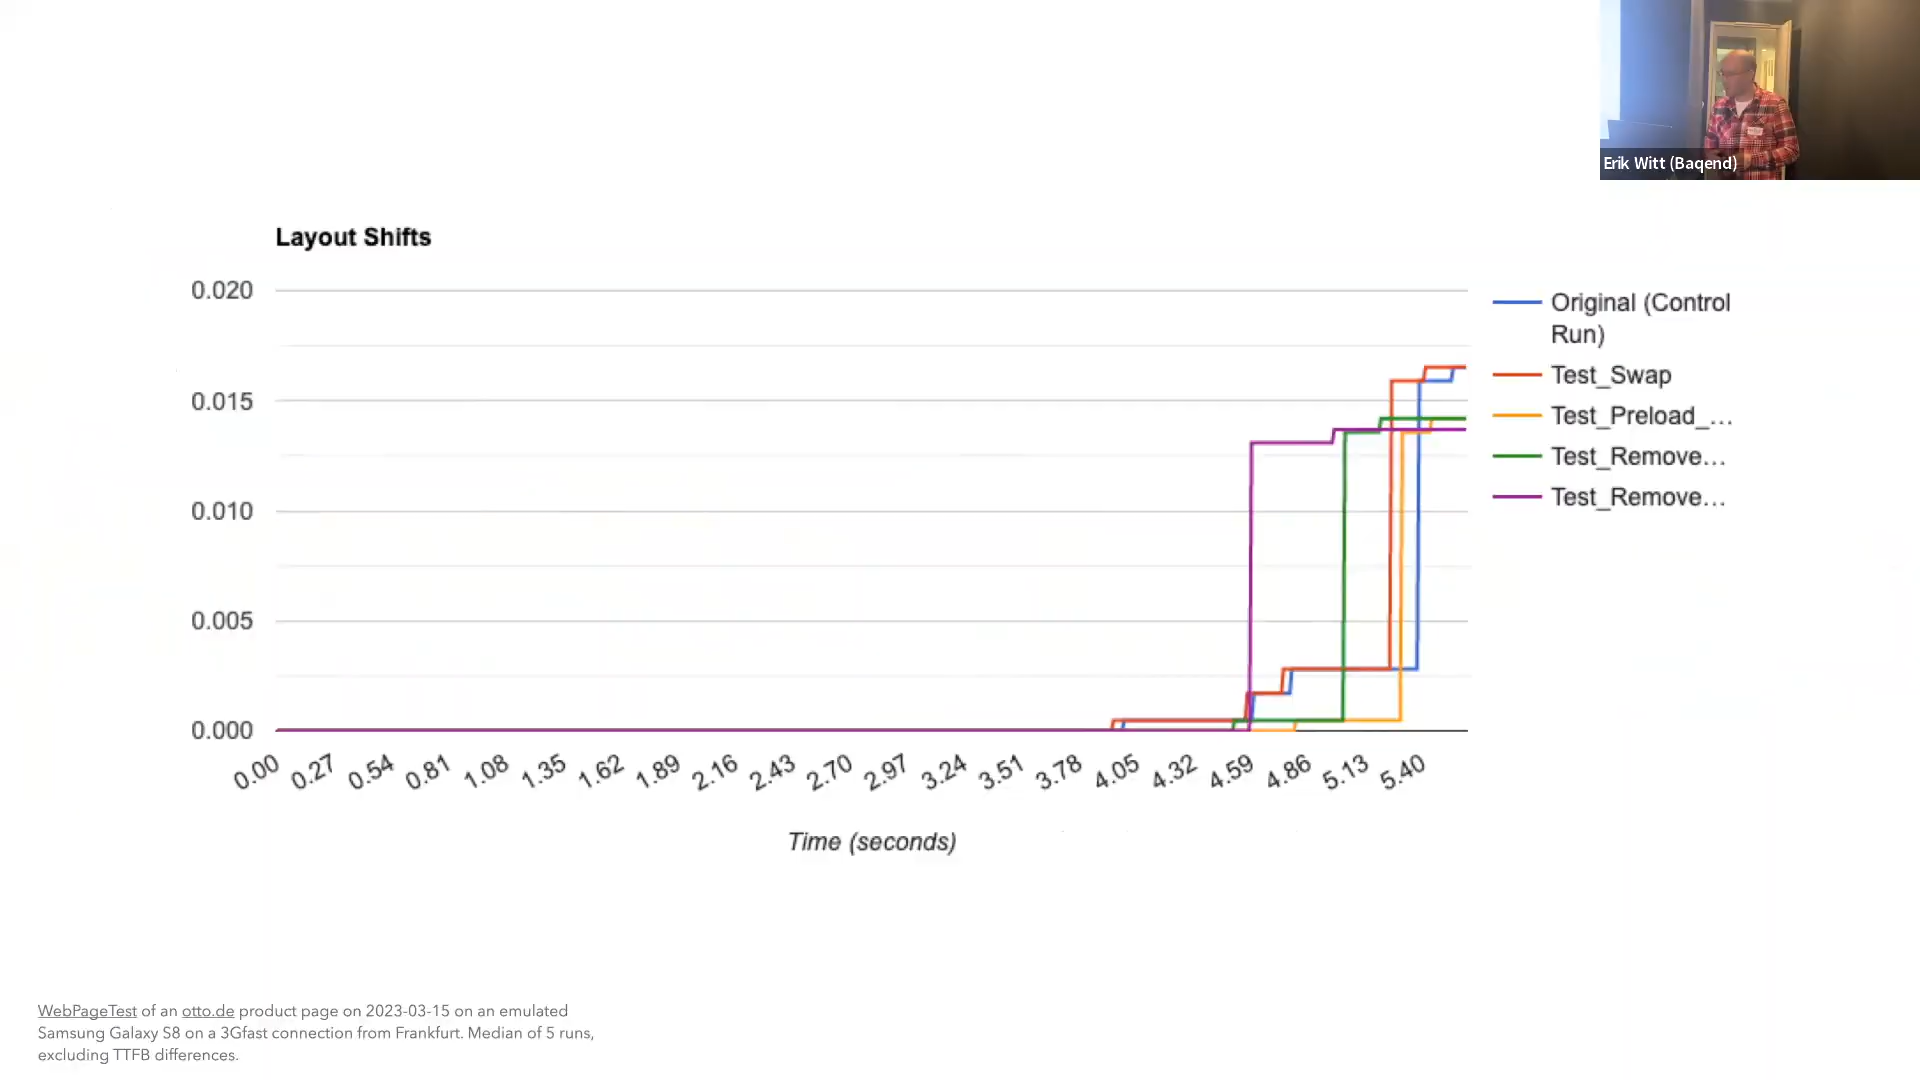 Erik Witt (Baqend)
Layout Shifts
0.020
0.015
0.010
0.005
0.000
0.00 0.27 0.54 0.81 1.08 1.35 1.62 1.89 2.16 2.43 2.70 2.97 3.24 3.51 3.78 4.05 4.32 4.59 4.86 5.13 5.40
Time (seconds)
Original (Control
Run)
Test_Swap
Test_Preload_...
Test_Remove...
Test_Remove...
WebPageTest of an otto.de product page on 2023-03-15 on an emulated
Samsung Galaxy S8 on a 3Gfast connection from Frankfurt. Median of 5 runs,
excluding TTFB differences.